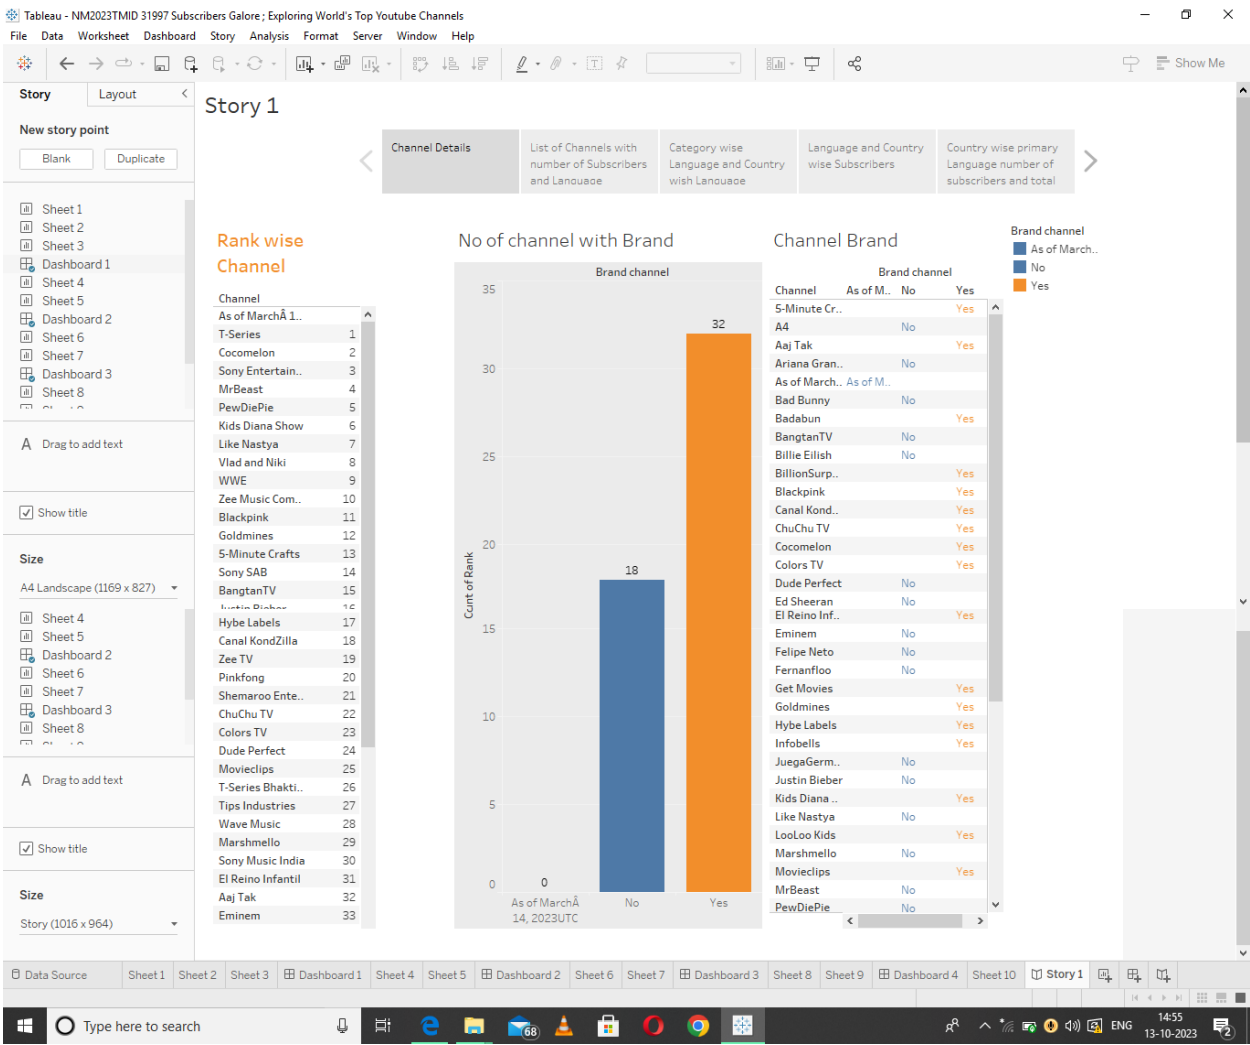 Tableau - NM2023TMID 31997 Subscribers Galore ; Exploring World's Top Youtube Channels
File Data Worksheet Dashboard Story Analysis Format Server Window Help
Show Me
Story Layout
New story point
Blank Duplicate
Sheet 1
Sheet 2
Sheet 3
Dashboard 1
Sheet 4
Sheet 5
Dashboard 2
Sheet 6
Sheet 7
Dashboard 3
Sheet 8
A Drag to add text
Show title
Size
A4 Landscape (1169 x 827)
Sheet 4
Sheet 5
Dashboard 2
Sheet 6
Sheet 7
Dashboard 3
Sheet 8
A Drag to add text
Show title
Size
Story (1016 x 964)
Story 1
Channel Details
List of Channels with
number of Subscribers
and Language
Category wise
Language and Country
wish Language
Language and Country
wise Subscribers
Country wise primary
Language number of
subscribers and total
Rank wise
Channel
Channel
As of MarchÂ 1..
T-Series 1
Cocomelon 2
Sony Entertain.. 3
MrBeast 4
PewDiePie 5
Kids Diana Show 6
Like Nastya 7
Vlad and Niki 8
WWE 9
Zee Music Com.. 10
Blackpink 11
Goldmines 12
5-Minute Crafts 13
Sony SAB 14
BangtanTV 15
Justin Bieber 16
Hybe Labels 17
Canal KondZilla 18
Zee TV 19
Pinkfong 20
Shemaroo Ente.. 21
ChuChu TV 22
Colors TV 23
Dude Perfect 24
Movieclips 25
T-Series Bhakti.. 26
Tips Industries 27
Wave Music 28
Marshmello 29
Sony Music India 30
El Reino Infantil 31
Aaj Tak 32
Eminem 33
No of channel with Brand
Brand channel
Count of Rank
35
30
25
20
15
10
5
0
0
18
32
As of MarchÂ
14, 2023UTC
No
Yes
Channel Brand
Brand channel
Channel As of M.. No Yes
5-Minute Cr.. Yes
A4 No
Aaj Tak Yes
Ariana Gran.. No
As of March.. As of M..
Bad Bunny No
Badabun Yes
BangtanTV No
Billie Eilish No
BillionSurp.. Yes
Blackpink Yes
Canal Kond.. Yes
ChuChu TV Yes
Cocomelon Yes
Colors TV Yes
Dude Perfect No
Ed Sheeran No
El Reino Inf.. Yes
Eminem No
Felipe Neto No
Fernanfloo No
Get Movies Yes
Goldmines Yes
Hybe Labels Yes
Infobells Yes
JuegaGerm.. No
Justin Bieber No
Kids Diana .. Yes
Like Nastya No
LooLoo Kids Yes
Marshmello No
Movieclips Yes
MrBeast No
PewDiePie No
Brand channel
As of March..
No
Yes
Data Source Sheet 1 Sheet 2 Sheet 3 Dashboard 1 Sheet 4 Sheet 5 Dashboard 2 Sheet 6 Sheet 7 Dashboard 3 Sheet 8 Sheet 9 Dashboard 4 Sheet 10 Story 1
Type here to search
68
ENG
14:55
13-10-2023
2